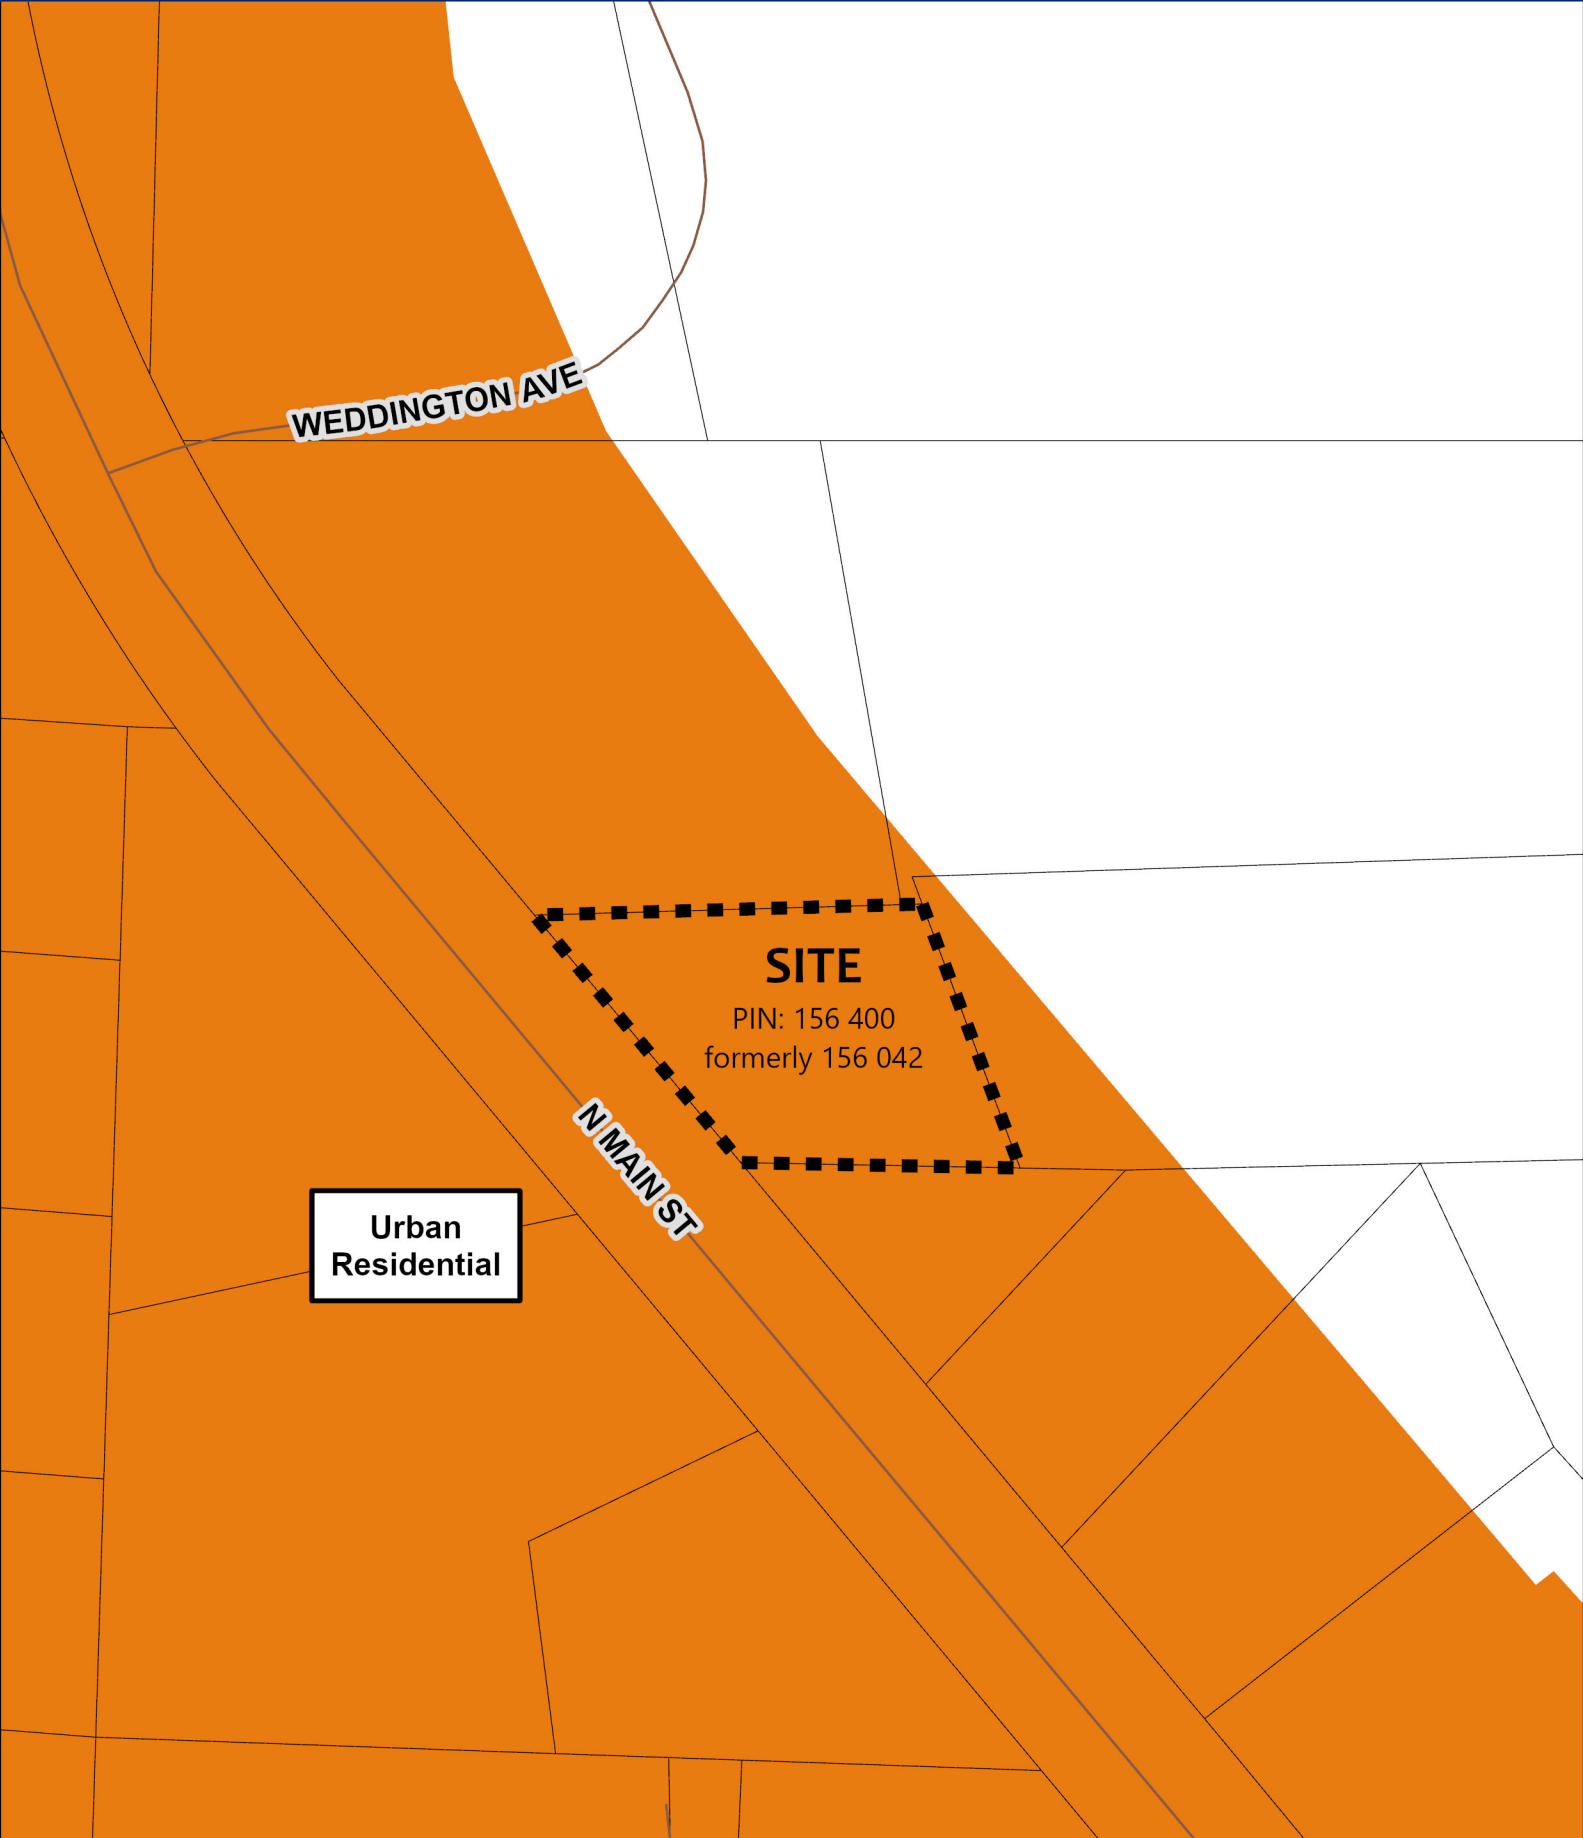 WEDDINGTON AVE
SITE
PIN: 156 400
formerly 156 042
N MAIN ST
Urban
Residential